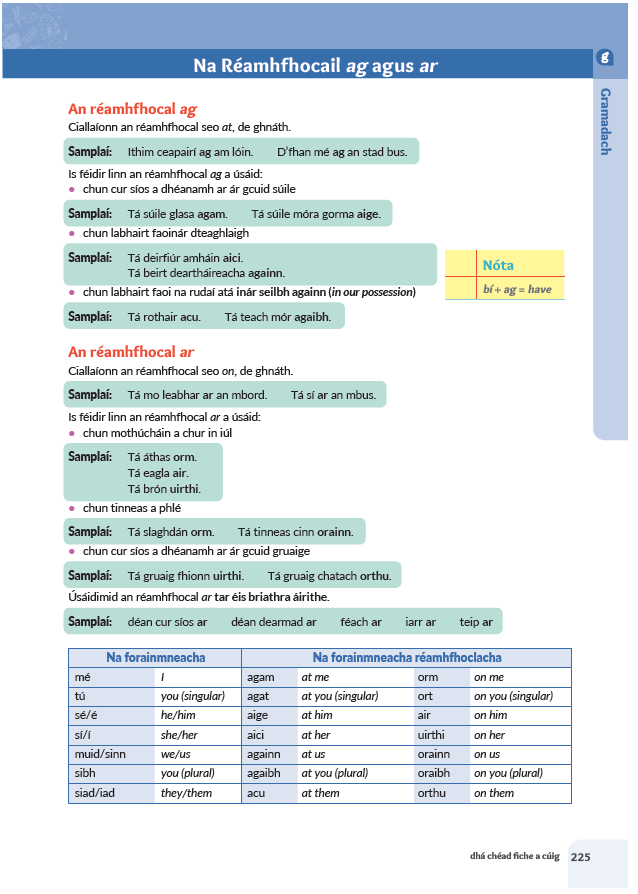 Na Réamhfhocail ag agus ar
g
Gramadach
An réamhfhocal ag
Ciallaíonn an réamhfhocal seo at, de ghnáth.
Samplaí: Ithim ceapairí ag am lóin. D'fhan mé ag an stad bus.
Is féidir linn an réamhfhocal ag a úsáid:
• chun cur síos a dhéanamh ar ár gcuid súile
Samplaí: Tá súile glasa agam. Tá súile móra gorma aige.
• chun labhairt faoinár dteaghlaigh
Samplaí: Tá deirfiúr amháin aici.
Tá beirt deartháireacha againn.
• chun labhairt faoi na rudaí atá inár seilbh againn (in our possession)
Samplaí: Tá rothair acu. Tá teach mór agaibh.
Nóta
bí + ag = have
An réamhfhocal ar
Ciallaíonn an réamhfhocal seo on, de ghnáth.
Samplaí: Tá mo leabhar ar an mbord. Tá sí ar an mbus.
Is féidir linn an réamhfhocal ar a úsáid:
• chun mothúcháin a chur in iúl
Samplaí: Tá áthas orm.
Tá eagla air.
Tá brón uirthi.
• chun tinneas a phlé
Samplaí: Tá slaghdán orm. Tá tinneas cinn orainn.
• chun cur síos a dhéanamh ar ár gcuid gruaige
Samplaí: Tá gruaig fhionn uirthi. Tá gruaig chatach orthu.
Úsáidimid an réamhfhocal ar tar éis briathra áirithe.
Samplaí: déan cur síos ar déan dearmad ar féach ar iarr ar teip ar
Na forainmneacha Na forainmneacha réamhfhoclacha
mé I agam at me orm on me
tú you (singular) agat at you (singular) ort on you (singular)
sé/é he/him aige at him air on him
sí/í she/her aici at her uirthi on her
muid/sinn we/us againn at us orainn on us
sibh you (plural) agaibh at you (plural) oraibh on you (plural)
siad/iad they/them acu at them orthu on them
dhá chéad fiche a cúig 225